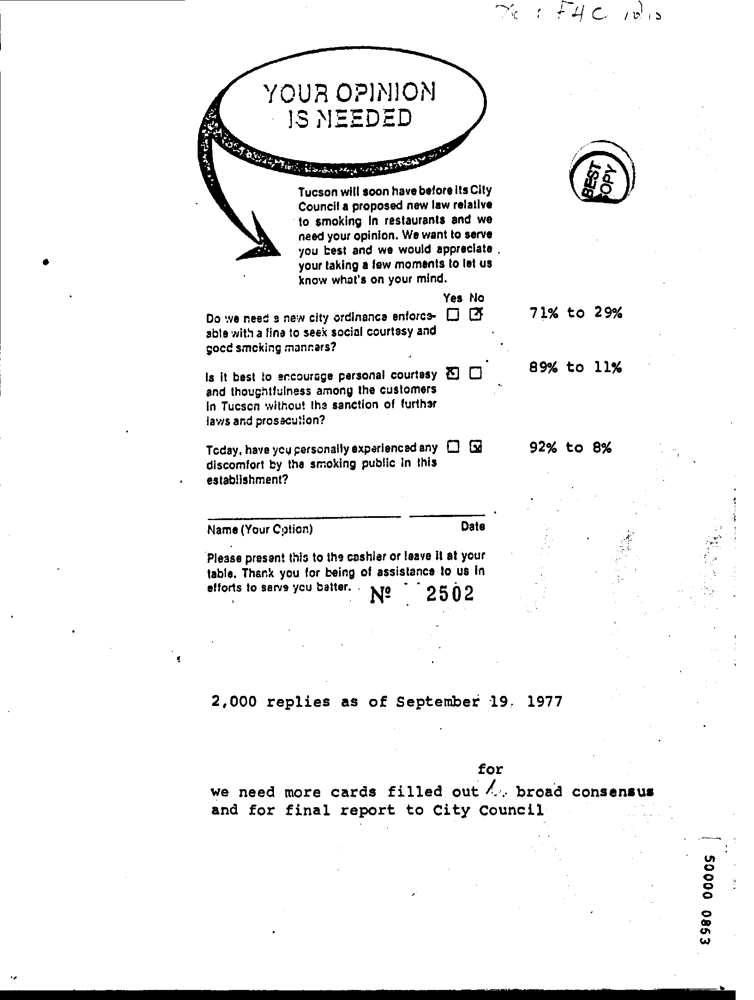 : F4C
YOUR OPINION
IS NEEDED
BEST
COPY
Tucson will soon have before its City
Council a proposed new law relative
to smoking in restaurants and we
need your opinion. We want to serve
you best and we would appreciate
your taking a few moments to let us
know what's on your mind.
Yes No
Do we need a new city ordinance enforce- ☐ ☒ 71% to 29%
able with a fine to seek social courtesy and
good smoking manners?
Is it best to encourage personal courtesy ☒ ☐ 89% to 11%
and thoughtfulness among the customers
in Tucson without the sanction of further
laws and prosecution?
Today, have you personally experienced any ☐ ☒ 92% to 8%
discomfort by the smoking public in this
establishment?
Name (Your Option) Date
Please present this to the cashier or leave it at your
table. Thank you for being of assistance to us in
efforts to serve you better. Nº 2502
2,000 replies as of September 19, 1977
for
we need more cards filled out broad consensus
and for final report to City Council
50000 0853